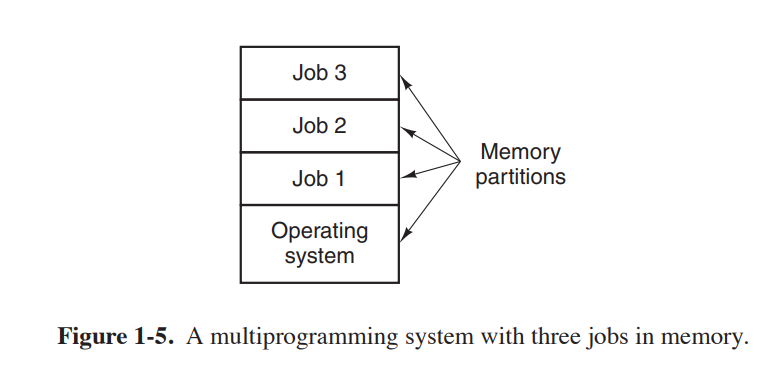 Job 3
Job 2
Job 1
Operating
system
Memory
partitions
Figure 1-5. A multiprogramming system with three jobs in memory.